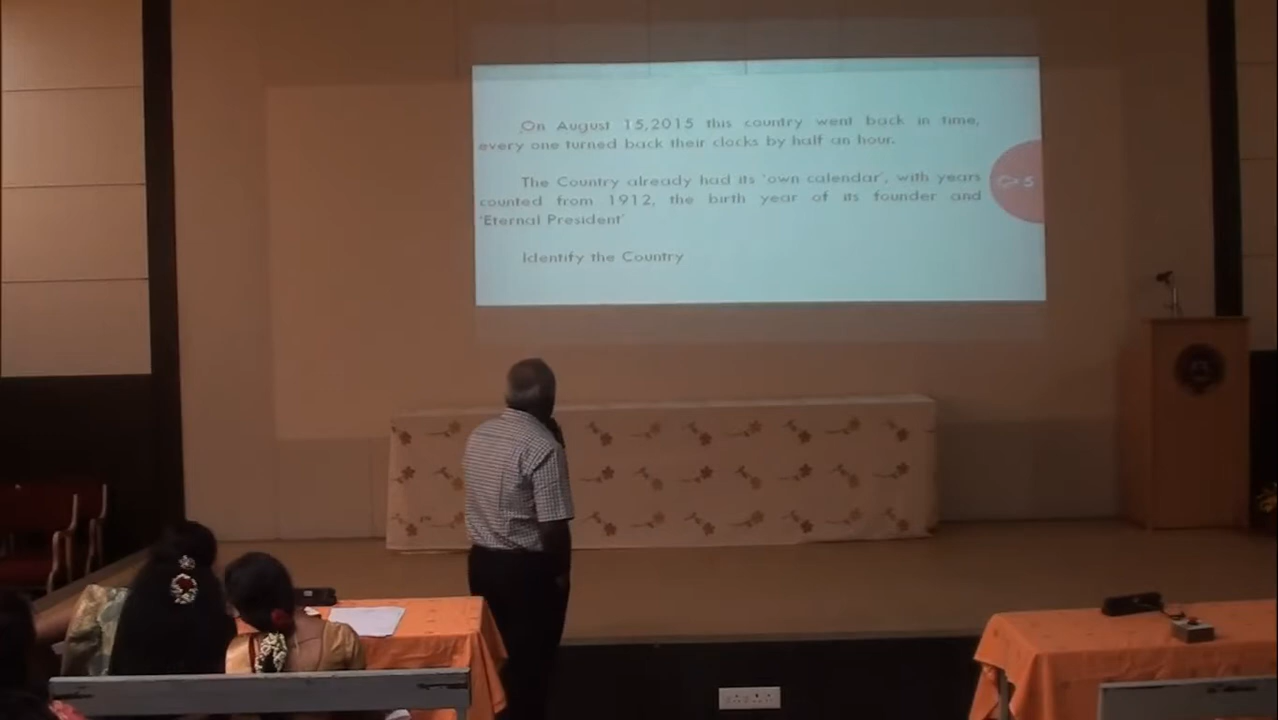 On August 15,2015 this country went back in time,
every one turned back their clocks by half an hour.
The Country already had its 'own calendar', with years
counted from 1912, the birth year of its founder and
'Eternal President'
Identify the Country
5